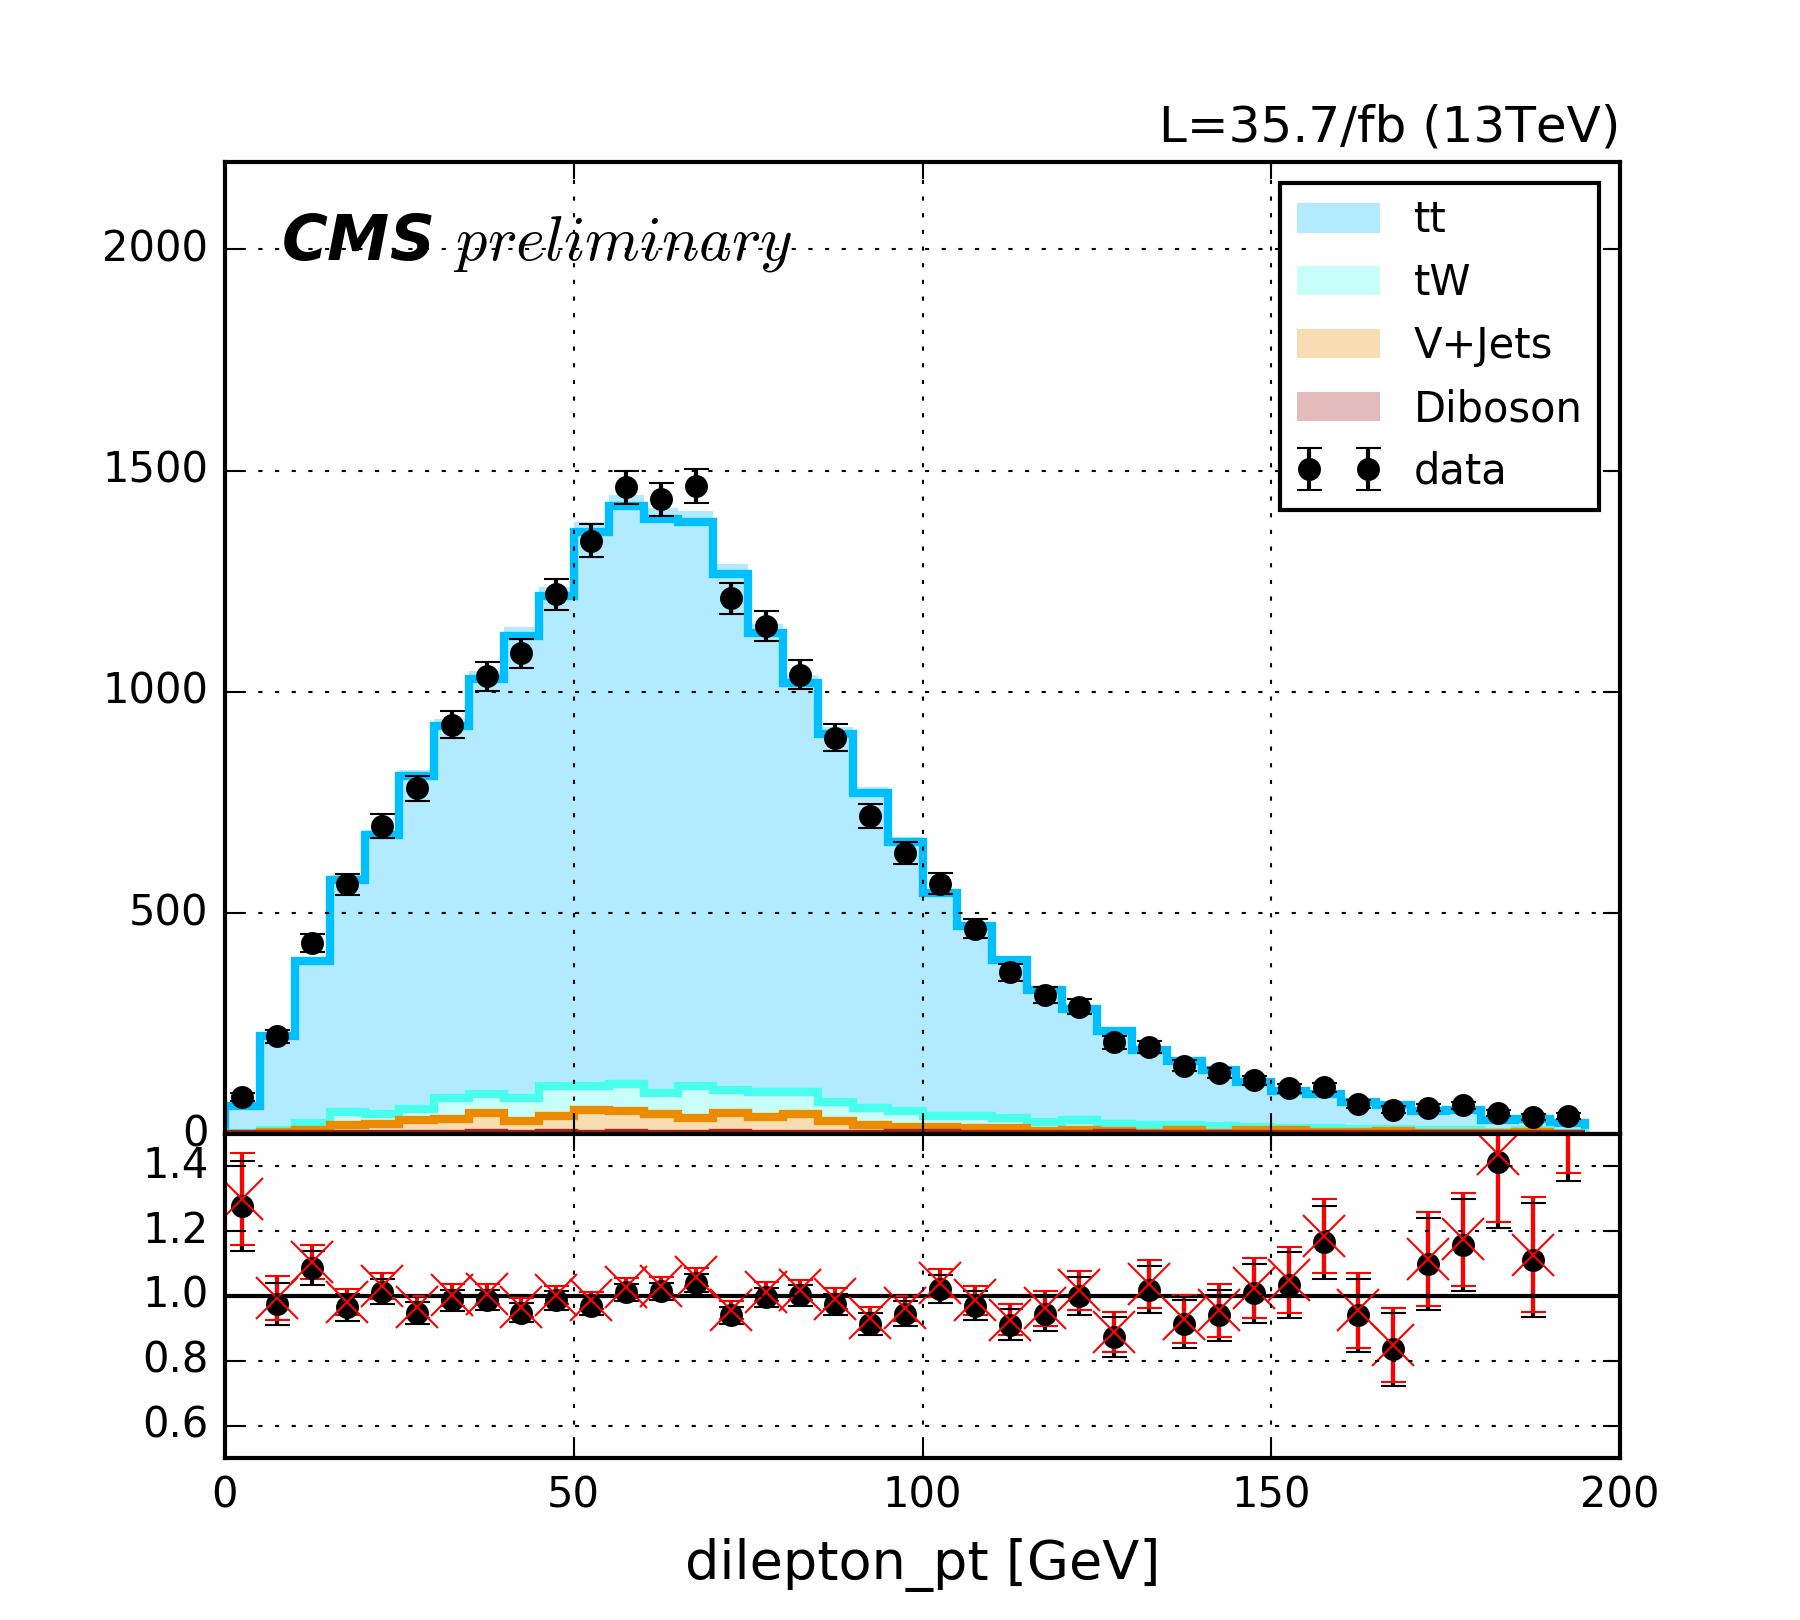 L=35.7/fb (13TeV)
CMS preliminary
tt
tW
V+Jets
Diboson
data
2000
1500
1000
500
0
1.4
1.2
1.0
0.8
0.6
0 50 100 150 200
dilepton_pt [GeV]